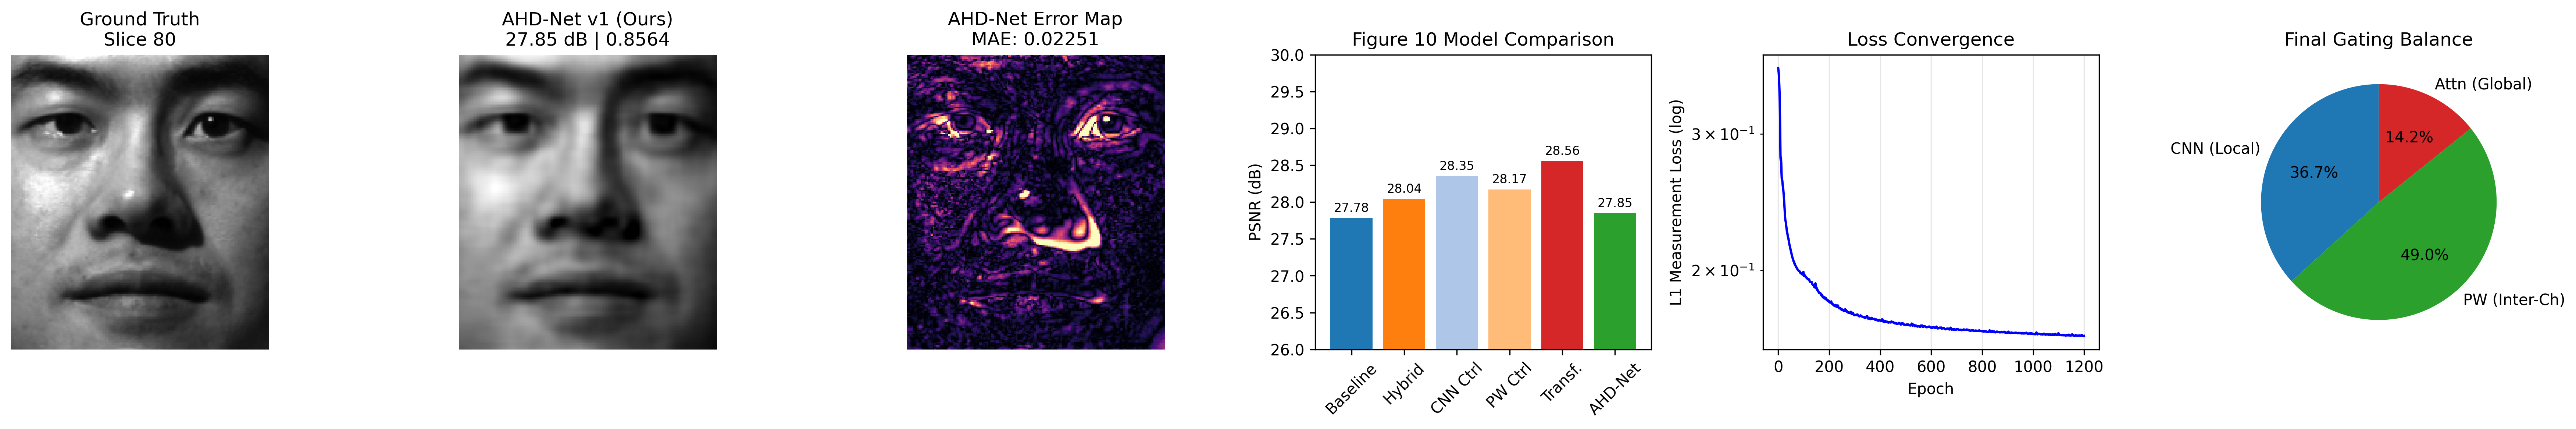 Ground Truth
Slice 80
AHD-Net v1 (Ours)
27.85 dB | 0.8564
AHD-Net Error Map
MAE: 0.02251
Figure 10 Model Comparison
PSNR (dB)
30.0
29.5
29.0
28.5
28.0
27.5
27.0
26.5
26.0
27.78
28.04
28.35
28.17
28.56
27.85
Baseline
Hybrid
CNN Ctrl
PW Ctrl
Transf.
AHD-Net
Loss Convergence
L1 Measurement Loss (log)
3 × 10⁻¹
2 × 10⁻¹
0 200 400 600 800 1000 1200
Epoch
Final Gating Balance
Attn (Global)
14.2%
CNN (Local)
36.7%
49.0%
PW (Inter-Ch)